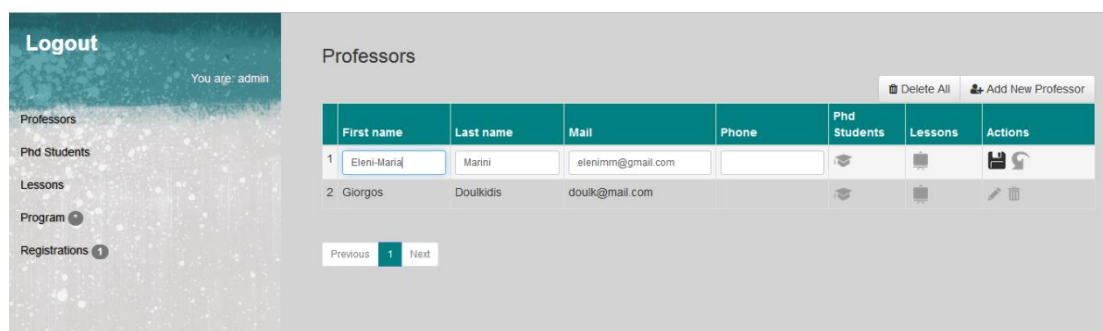 Logout
You are: admin
Professors
Phd Students
Lessons
Program *
Registrations 1
Professors
Delete All Add New Professor
First name Last name Mail Phone Phd Students Lessons Actions
1 Eleni-Maria Marini elenimrn@gmail.com
2 Giorgos Doulkidis doulk@mail.com
Previous 1 Next